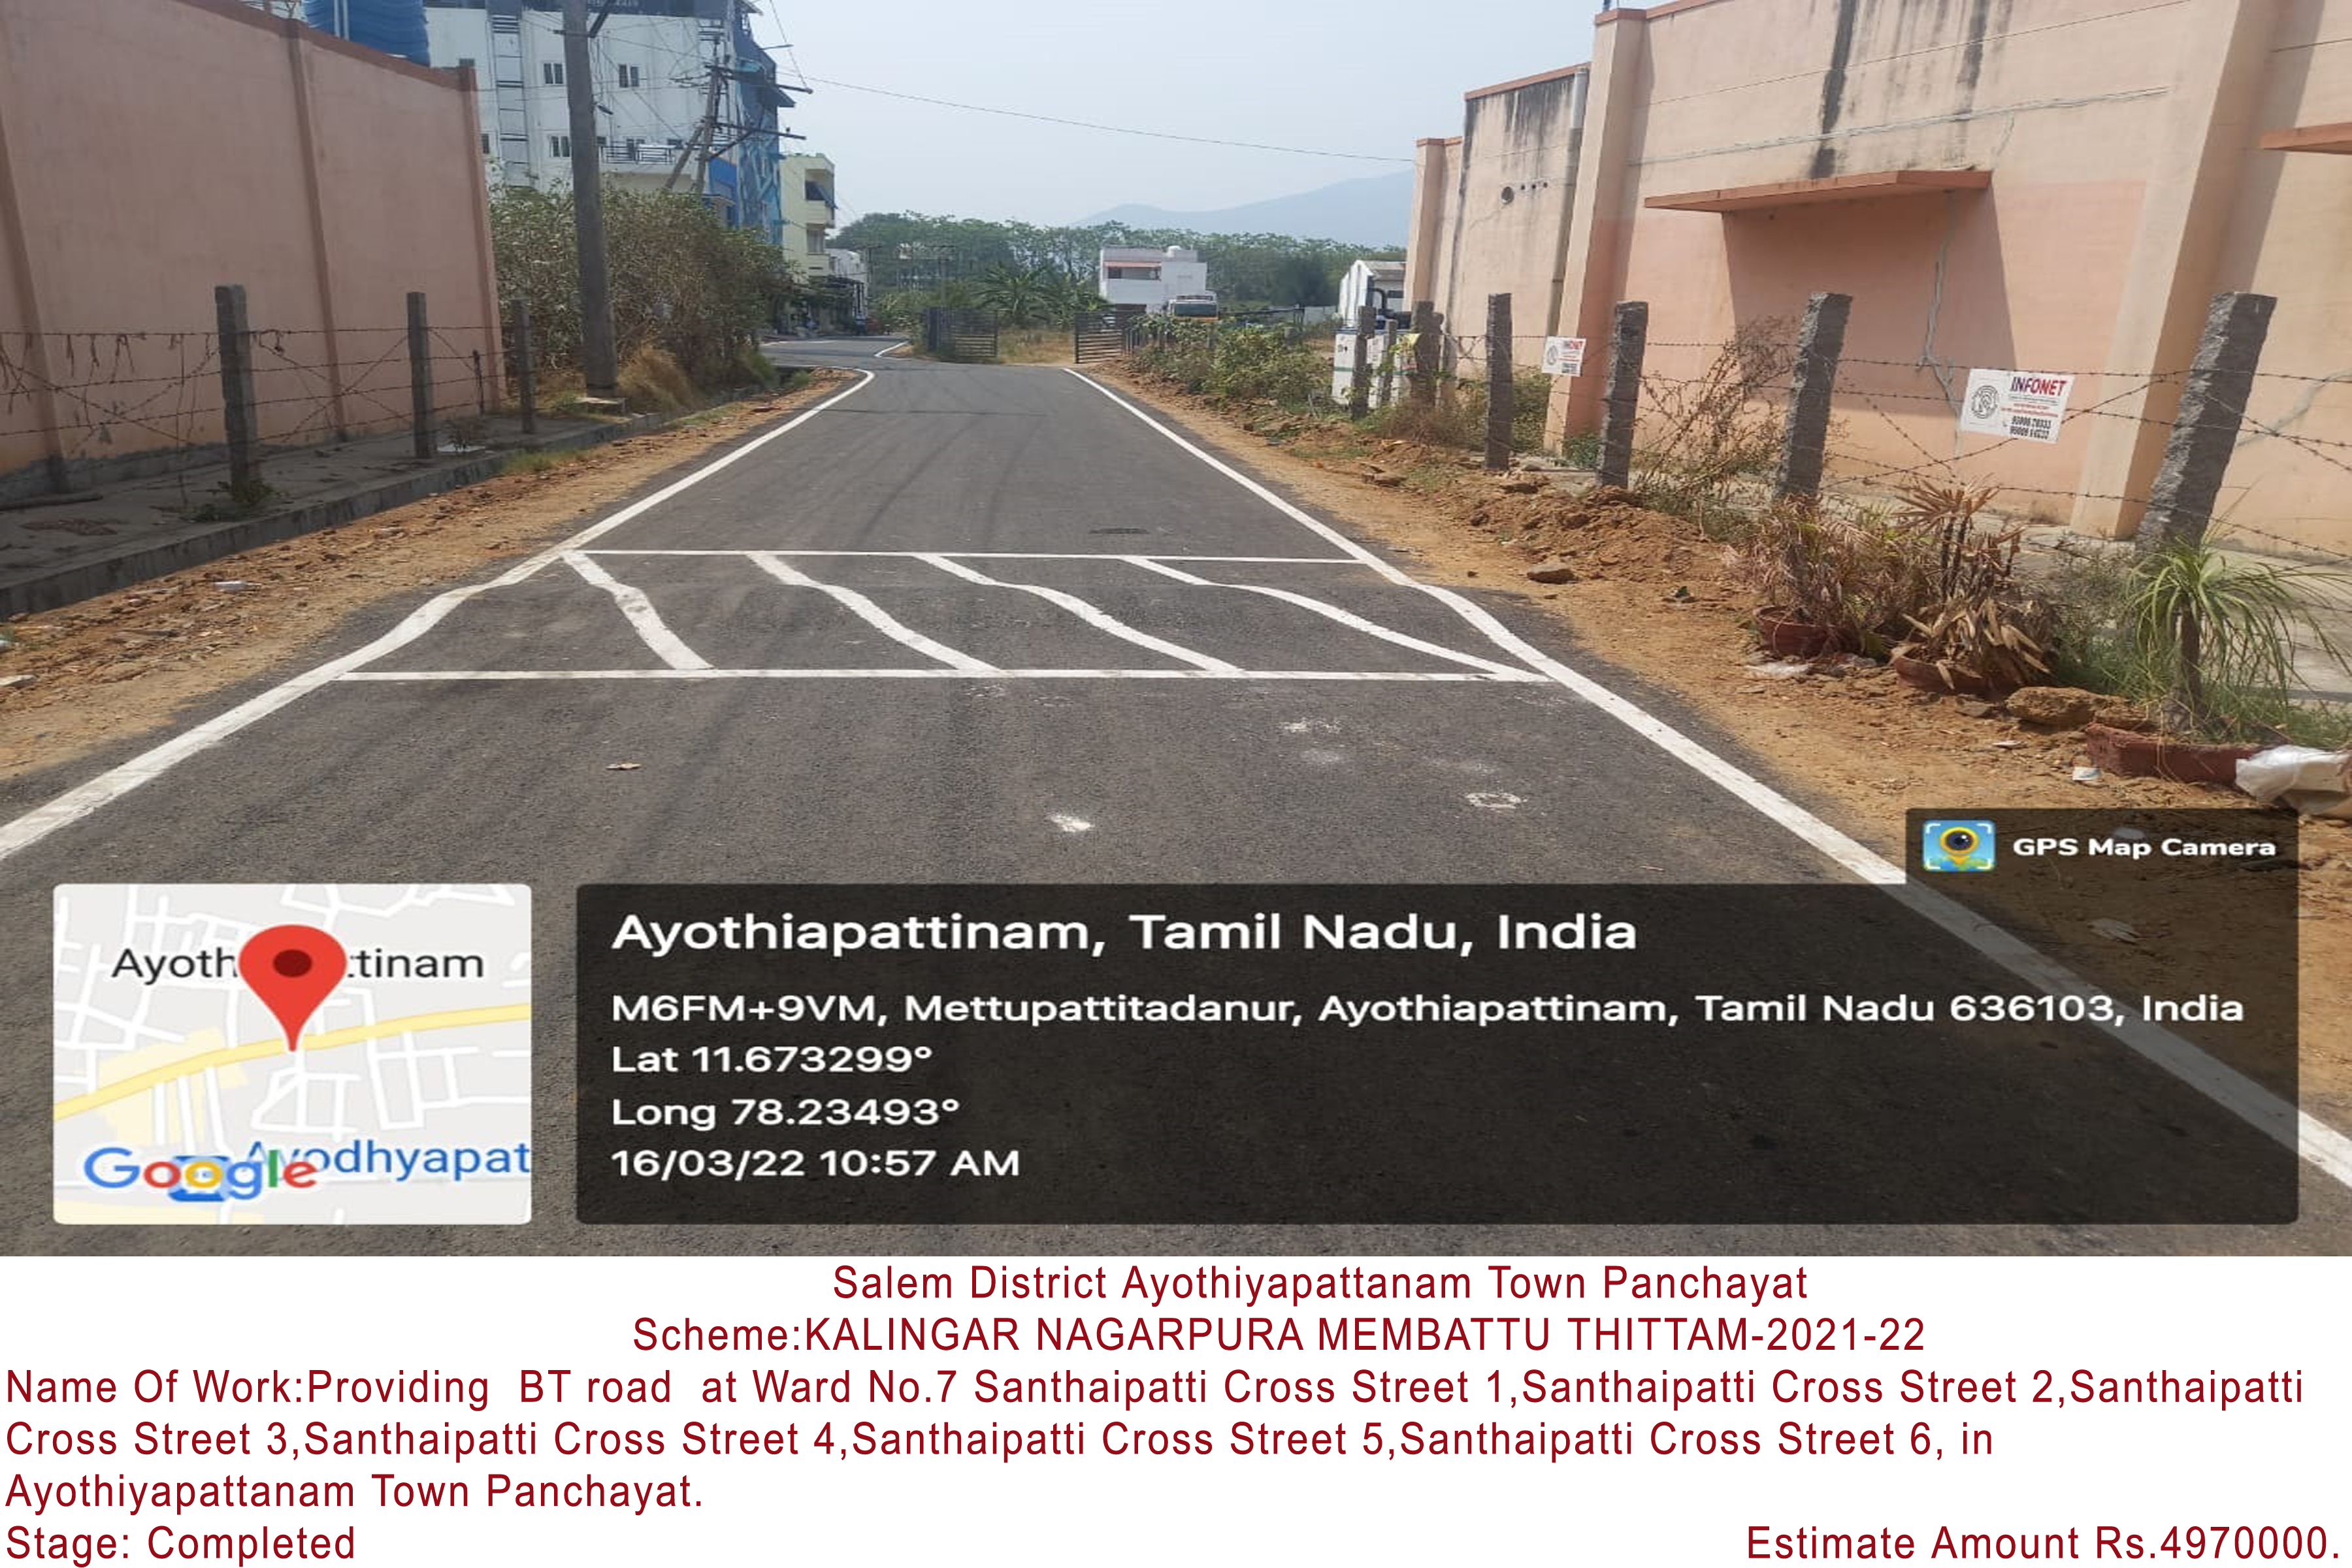 INFONET
GPS Map Camera
Ayothiapattinam, Tamil Nadu, India
M6FM+9VM, Mettupattitadanur, Ayothiapattinam, Tamil Nadu 636103, India
Lat 11.673299°
Long 78.23493°
16/03/22 10:57 AM
Ayoth tinam
Ayodhyapat
Google
Salem District Ayothiyapattanam Town Panchayat
Scheme:KALINGAR NAGARPURA MEMBATTU THITTAM-2021-22
Name Of Work:Providing BT road at Ward No.7 Santhaipatti Cross Street 1,Santhaipatti Cross Street 2,Santhaipatti
Cross Street 3,Santhaipatti Cross Street 4,Santhaipatti Cross Street 5,Santhaipatti Cross Street 6, in
Ayothiyapattanam Town Panchayat.
Stage: Completed Estimate Amount Rs.4970000.